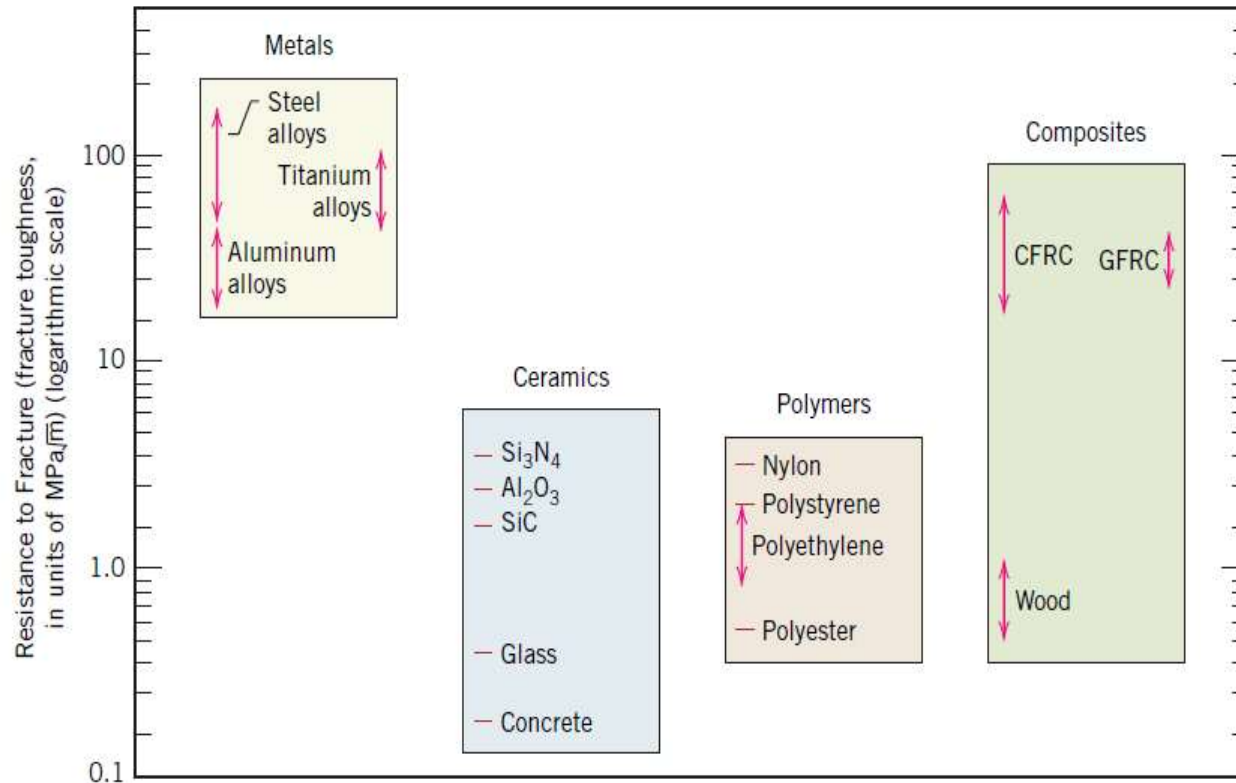 Resistance to Fracture (fracture toughness,
in units of MPa√m) (logarithmic scale)
100
10
1.0
0.1
Metals
Steel
alloys
Titanium
alloys
Aluminum
alloys
Ceramics
Si₃N₄
Al₂O₃
SiC
Glass
Concrete
Polymers
Nylon
Polystyrene
Polyethylene
Polyester
Composites
CFRC
GFRC
Wood